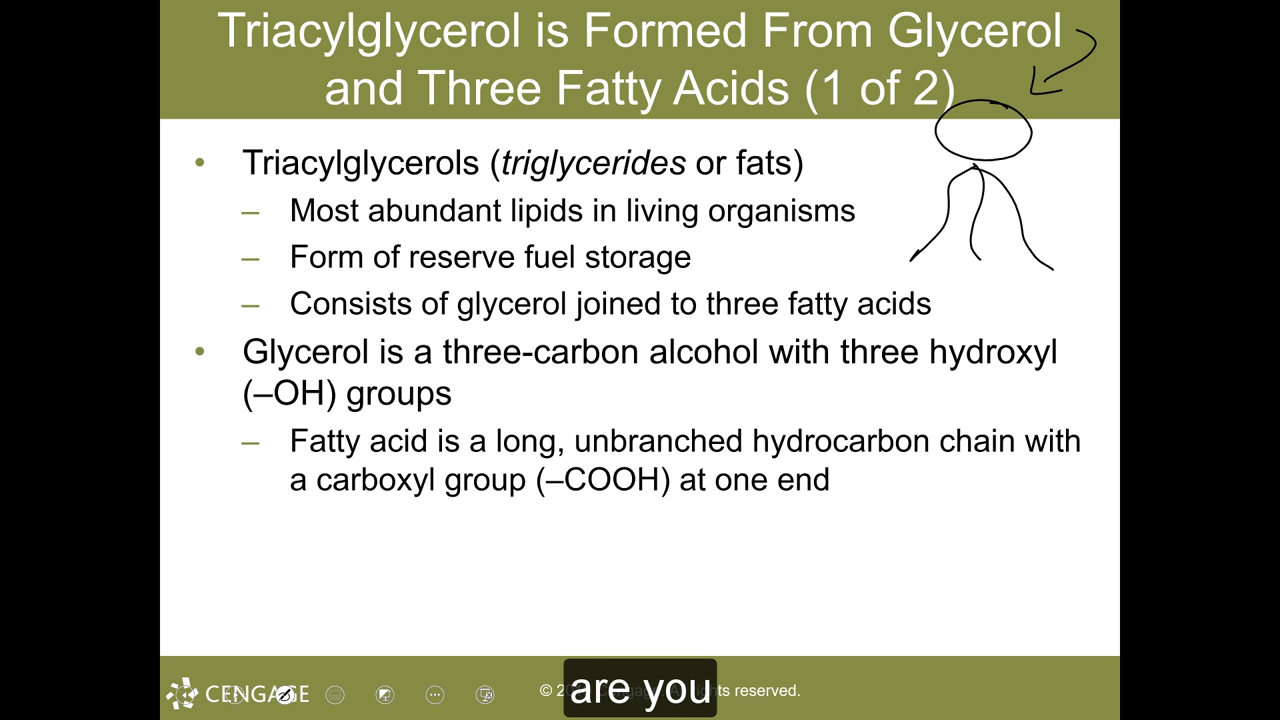 Triacylglycerol is Formed From Glycerol
and Three Fatty Acids (1 of 2)
• Triacylglycerols (triglycerides or fats)
– Most abundant lipids in living organisms
– Form of reserve fuel storage
– Consists of glycerol joined to three fatty acids
• Glycerol is a three-carbon alcohol with three hydroxyl
(–OH) groups
– Fatty acid is a long, unbranched hydrocarbon chain with
a carboxyl group (–COOH) at one end
CENGAGE
© reserved.
are you